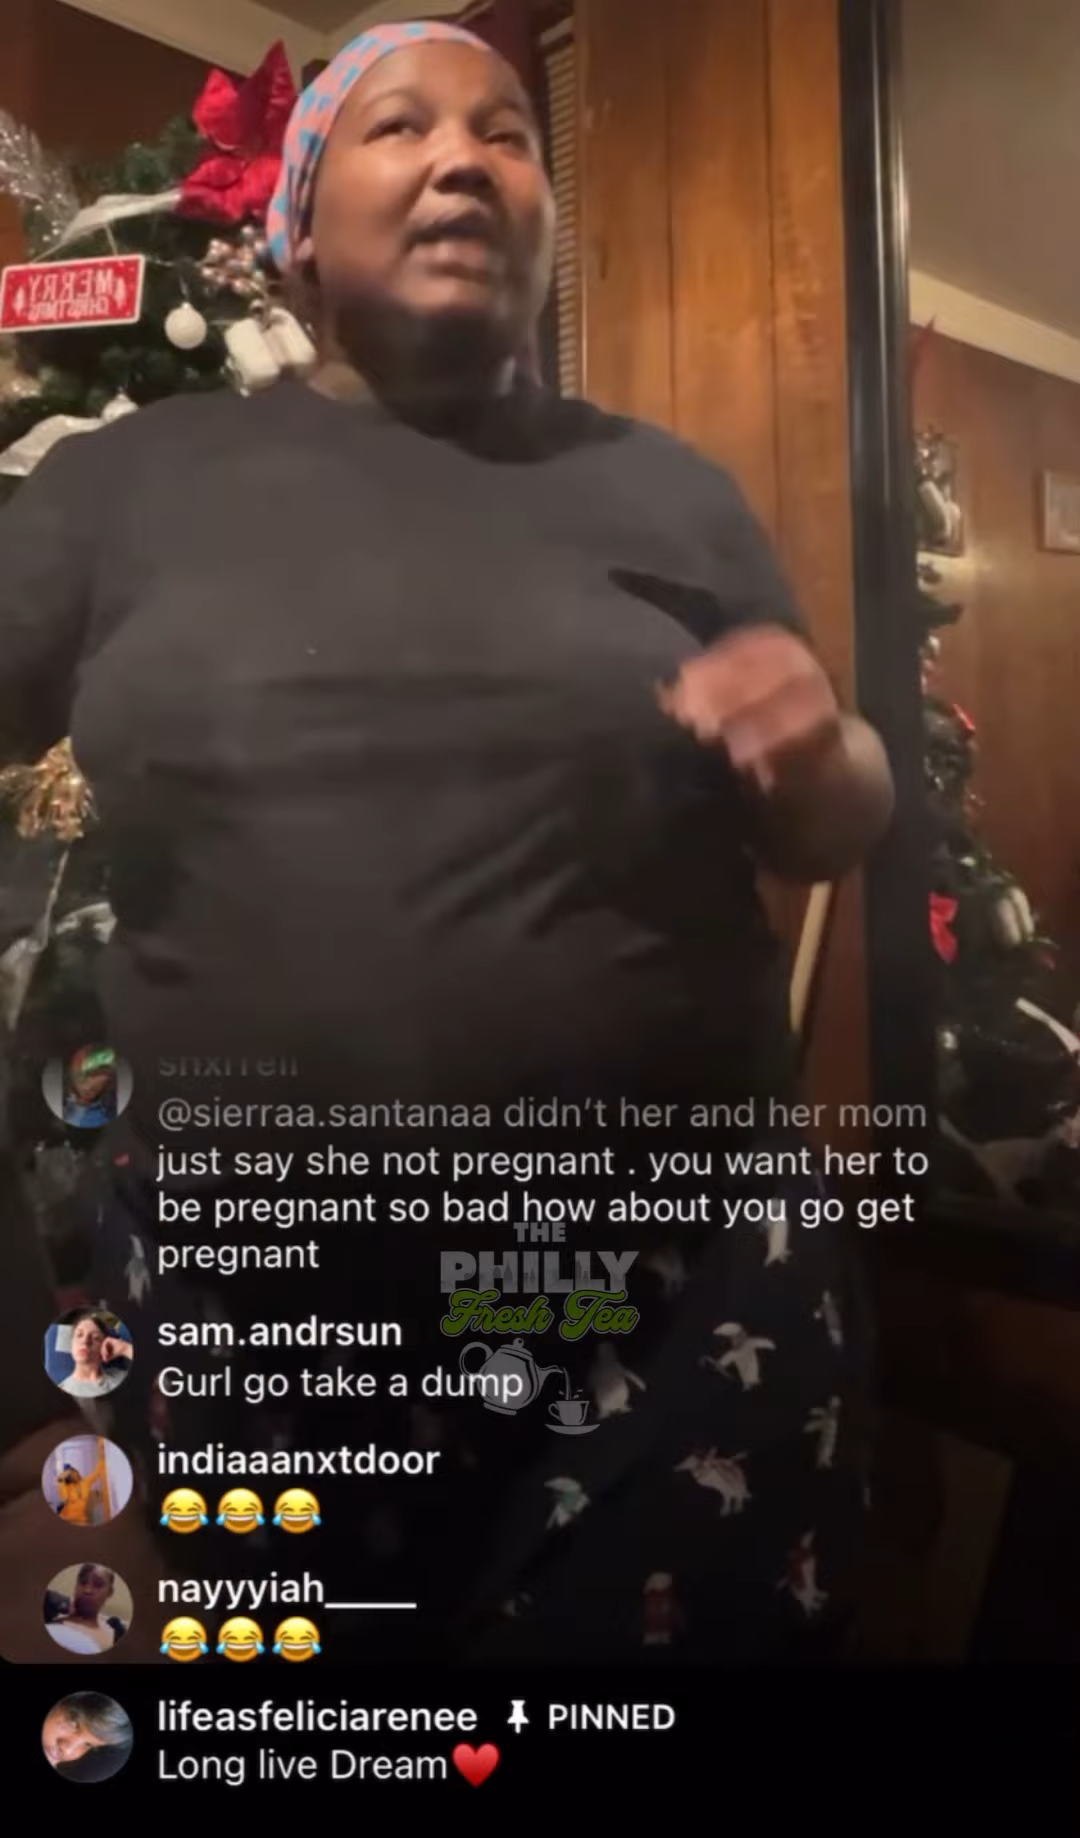 MERRY
CHRISTMAS
snxrrell
@sierraa.santanaa didn't her and her mom
just say she not pregnant . you want her to
be pregnant so bad how about you go get
pregnant
THE
PHILLY
Fresh Tea
sam.andrsun
Gurl go take a dump
indiaaanxtdoor
😂😂😂
nayyyiah_____
😂😂😂
lifeasfeliciarenee 📌 PINNED
Long live Dream❤️